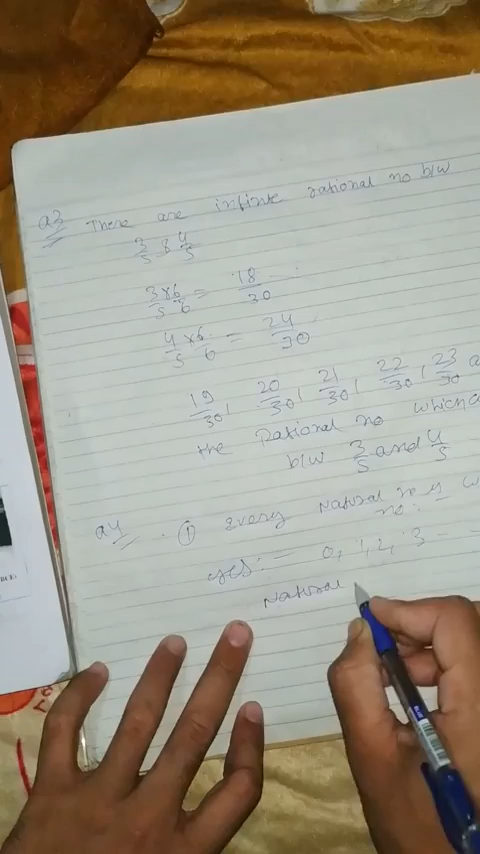 Q3 There are infinite rational no b/w
3/5 & 4/5
3/5 × 6/6 = 18/30
4/5 × 6/6 = 24/30
19/30, 20/30, 21/30, 22/30, 23/30 a
the Rational no which a
b/w 3/5 and 4/5
Q4 ① Every Natural no is w
no.
yes:- 0, 1, 2, 3 -
Natural